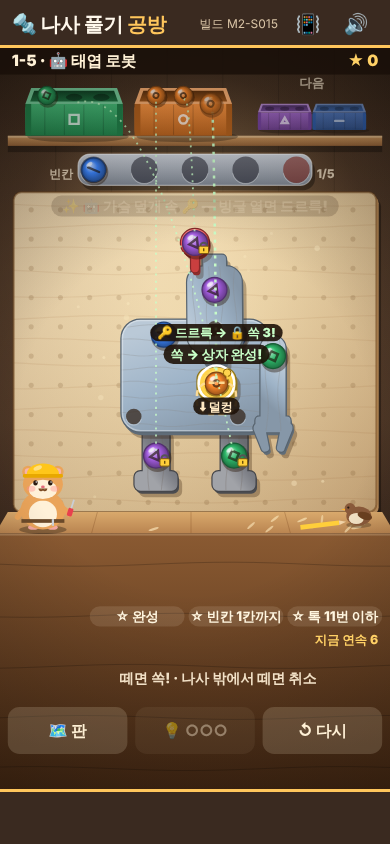 🔩 나사 풀기 공방
빌드 M2-S015
1-5 · 🤖 태엽 로봇
★ 0
다음
빈칸
1/5
🔑 드르륵 → 🔒 쏙 3!
쏙 → 상자 완성!
⬇덜컹
☆ 완성
☆ 빈칸 1칸까지
☆ 톡 11번 이하
지금 연속 6
떼면 쏙! · 나사 밖에서 떼면 취소
🗺️ 판
💡 ○○○
↺ 다시